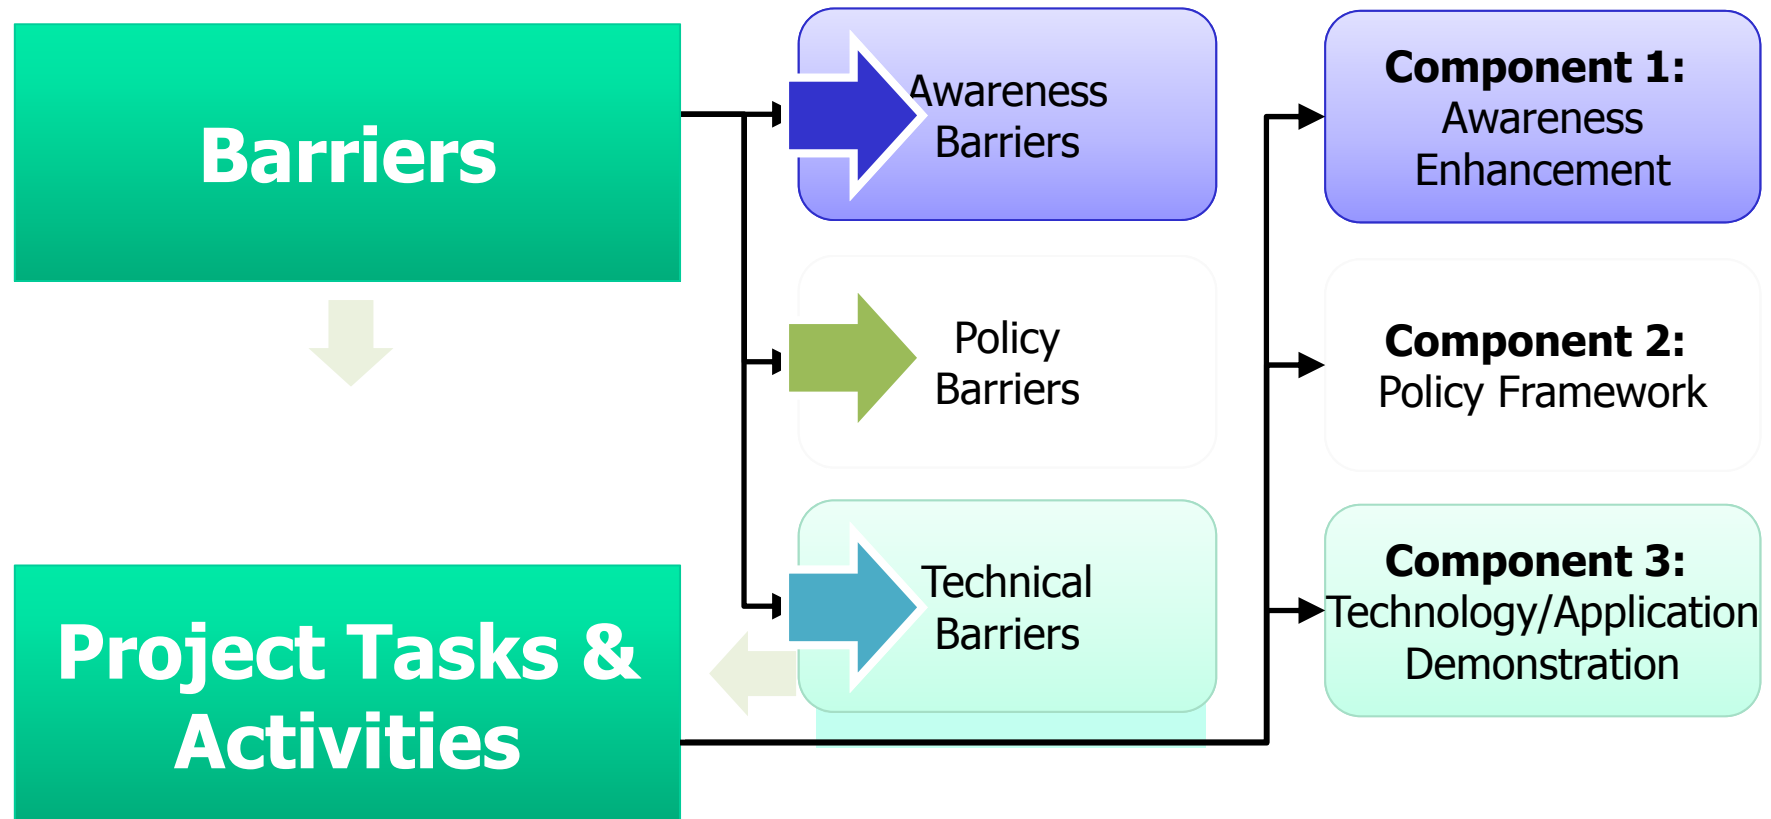 Barriers
Awareness
Barriers
Policy
Barriers
Technical
Barriers
Project Tasks &
Activities
Component 1:
Awareness
Enhancement
Component 2:
Policy Framework
Component 3:
Technology/Application
Demonstration